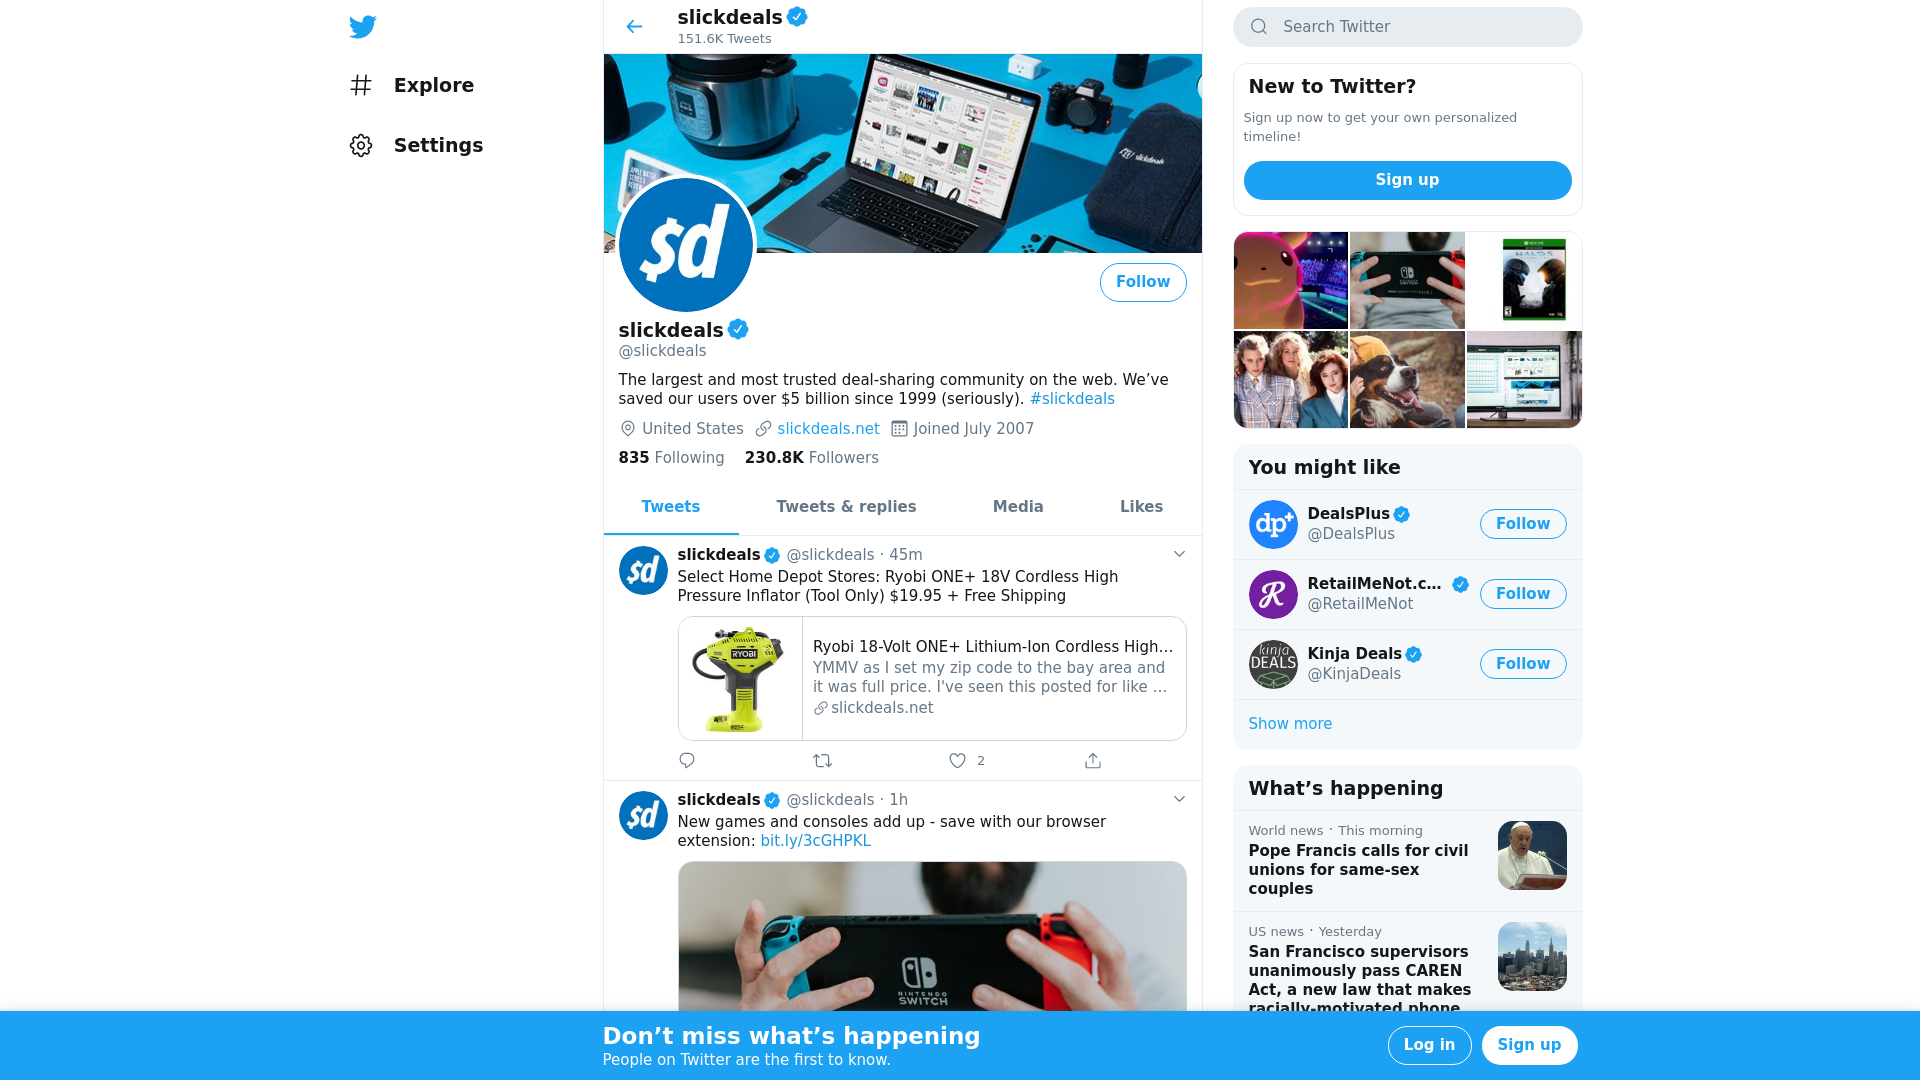 Explore
Settings
slickdeals
151.6K Tweets
slickdeals
$d
Follow
slickdeals
@slickdeals
The largest and most trusted deal-sharing community on the web. We’ve
saved our users over $5 billion since 1999 (seriously). #slickdeals
United States slickdeals.net Joined July 2007
835 Following 230.8K Followers
Tweets Tweets & replies Media Likes
$d
slickdeals @slickdeals · 45m
Select Home Depot Stores: Ryobi ONE+ 18V Cordless High
Pressure Inflator (Tool Only) $19.95 + Free Shipping
RYOBI
Ryobi 18-Volt ONE+ Lithium-Ion Cordless High…
YMMV as I set my zip code to the bay area and
it was full price. I've seen this posted for like …
slickdeals.net
2
$d
slickdeals @slickdeals · 1h
New games and consoles add up - save with our browser
extension: bit.ly/3cGHPKL
NINTENDO
SWITCH
Search Twitter
New to Twitter?
Sign up now to get your own personalized
timeline!
Sign up
HALO 5
You might like
dp+
DealsPlus
@DealsPlus
Follow
R
RetailMeNot.c…
@RetailMeNot
Follow
kinja
DEALS
Kinja Deals
@KinjaDeals
Follow
Show more
What’s happening
World news · This morning
Pope Francis calls for civil
unions for same-sex
couples
US news · Yesterday
San Francisco supervisors
unanimously pass CAREN
Act, a new law that makes
racially-motivated phone
Don’t miss what’s happening
People on Twitter are the first to know.
Log in
Sign up